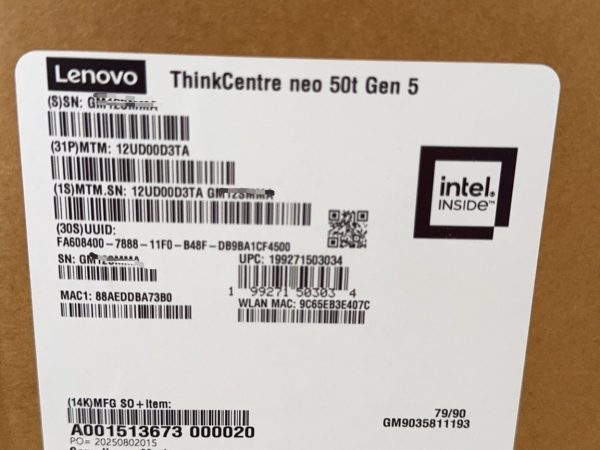 Lenovo ThinkCentre neo 50t Gen 5
(S)SN:
(31P)MTM: 12UD00D3TA
(1S)MTM.SN: 12UD00D3TA
(30S)UUID:
FA608400-7888-11F0-B48F-DB9BA1CF4500
SN:
UPC: 199271503034
1 99271 50303 4
MAC1: 88AEDDBA73B0
WLAN MAC: 9C65EB3E407C
intel.
INSIDE™
(14K)MFG SO+Item:
A001513673 000020
PO= 20250802015
79/90
GM9035811193